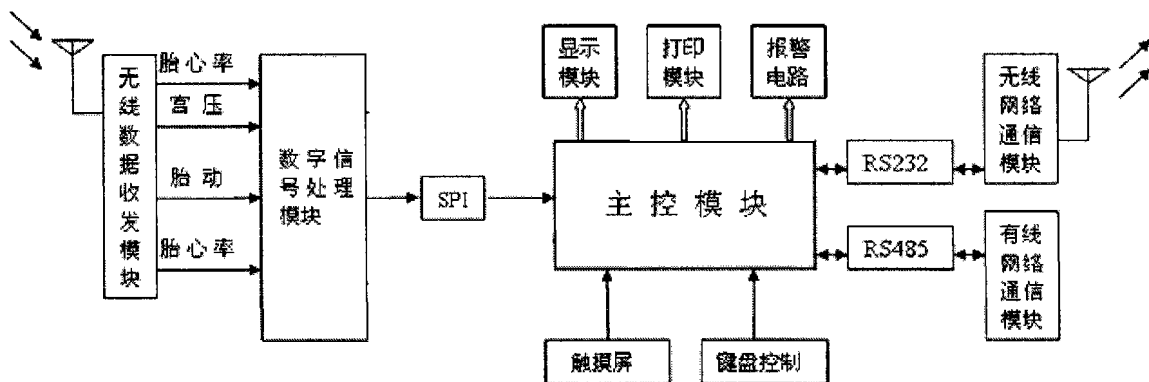 无线数据收发模块
胎心率
宫压
胎动
胎心率
数字信
号处理
模块
SPI
显示
模块
打印
模块
报警
电路
主控模块
触摸屏
键盘控制
RS232
RS485
无线
网络
通信
模块
有线
网络
通信
模块